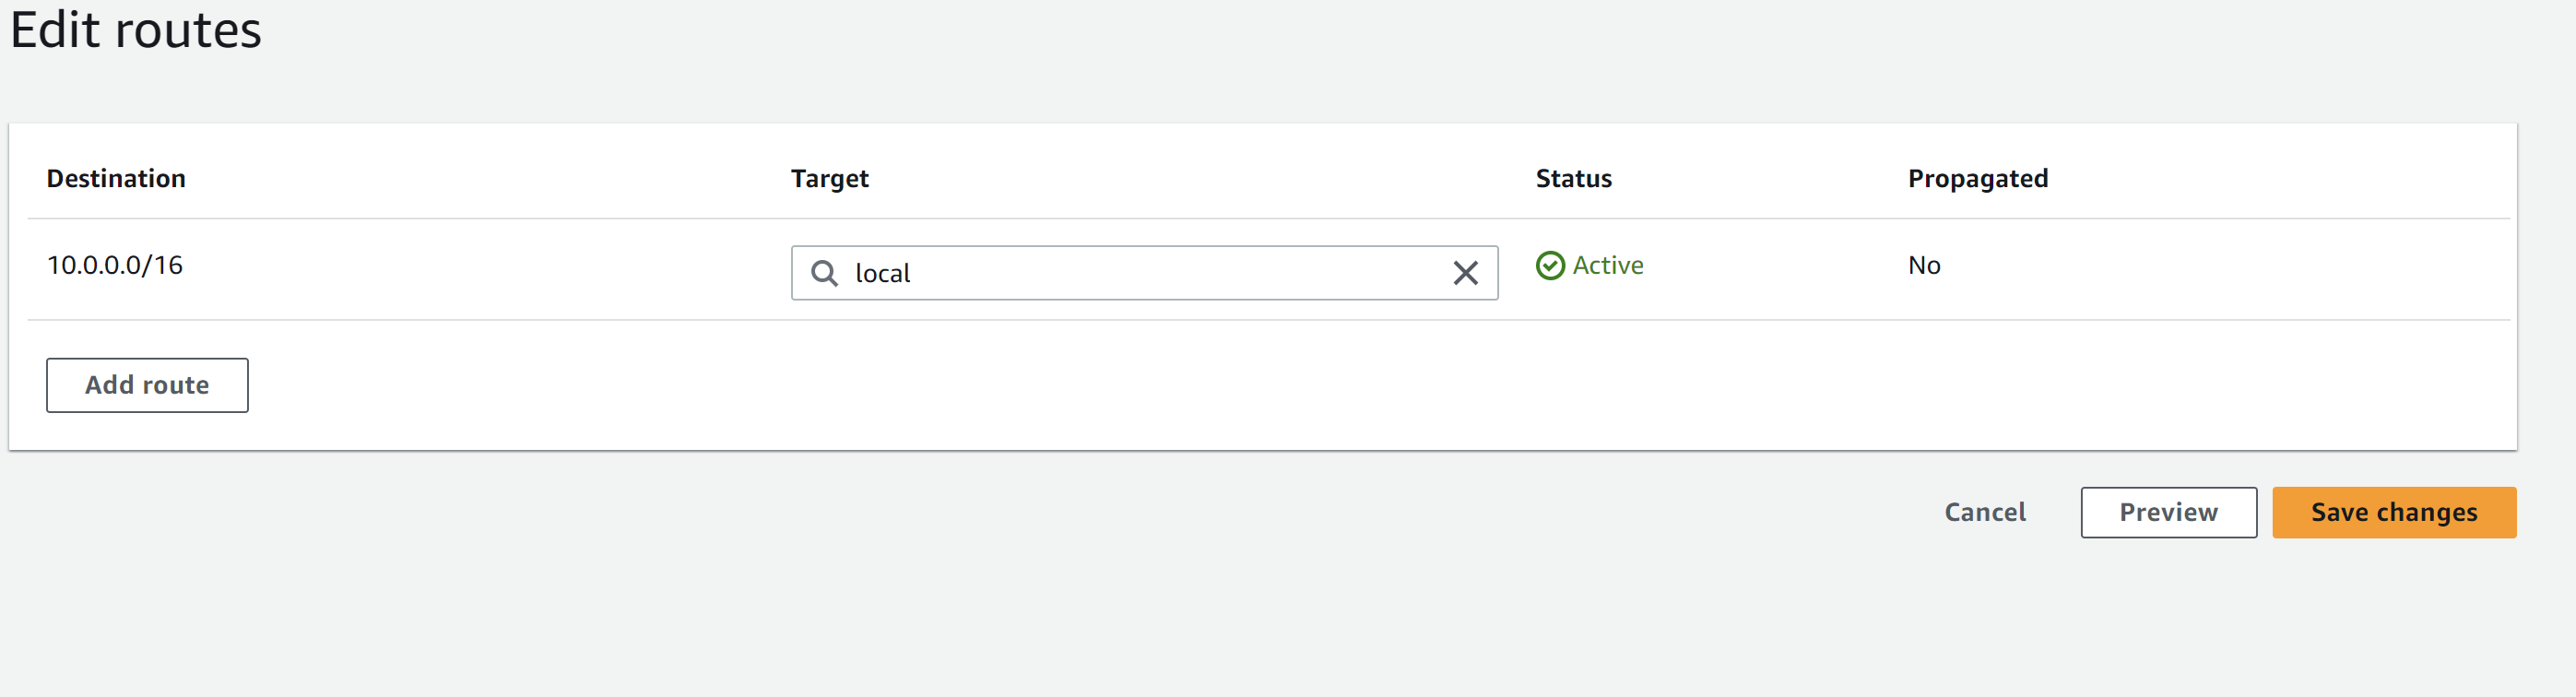 Edit routes
Destination Target Status Propagated
10.0.0.0/16 local Active No
Add route
Cancel Preview Save changes